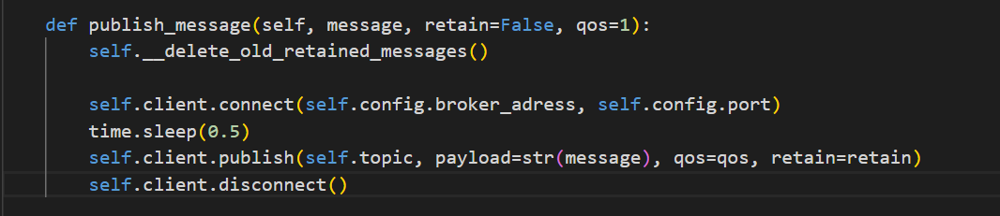 def publish_message(self, message, retain=False, qos=1):
    self.__delete_old_retained_messages()

    self.client.connect(self.config.broker_adress, self.config.port)
    time.sleep(0.5)
    self.client.publish(self.topic, payload=str(message), qos=qos, retain=retain)
    self.client.disconnect()